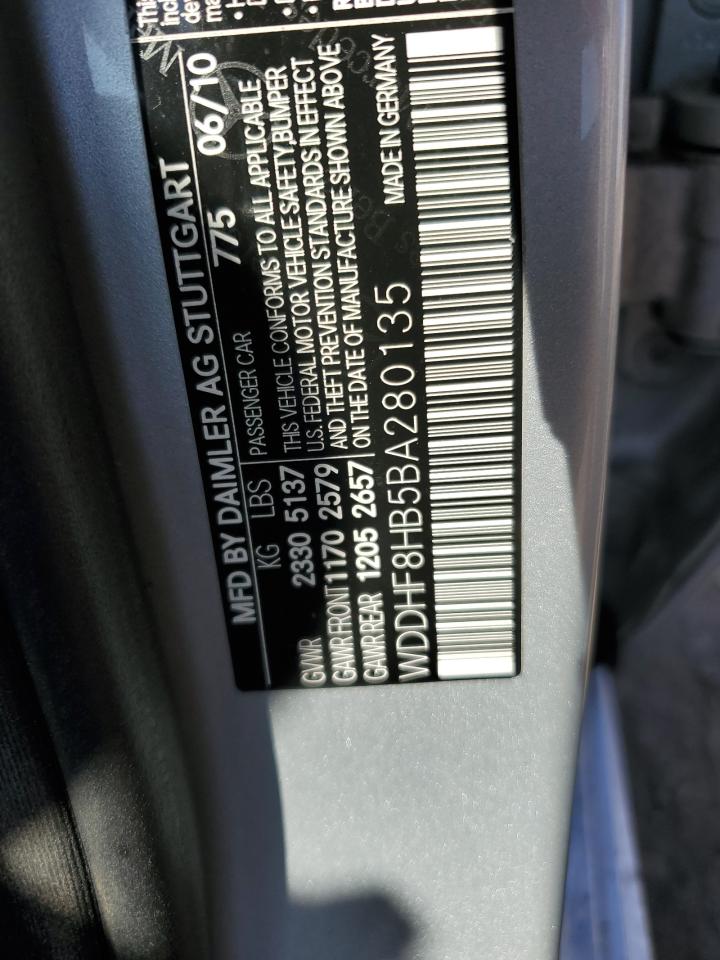 MFD BY DAIMLER AG STUTTGART 775 06/10
KG LBS PASSENGER CAR
GVWR 2330 5137 THIS VEHICLE CONFORMS TO ALL APPLICABLE
U.S. FEDERAL MOTOR VEHICLE SAFETY,BUMPER
GAWR FRONT 1170 2579 AND THEFT PREVENTION STANDARDS IN EFFECT
GAWR REAR 1205 2657 ON THE DATE OF MANUFACTURE SHOWN ABOVE
WDDHF8HB5BA280135 MADE IN GERMANY